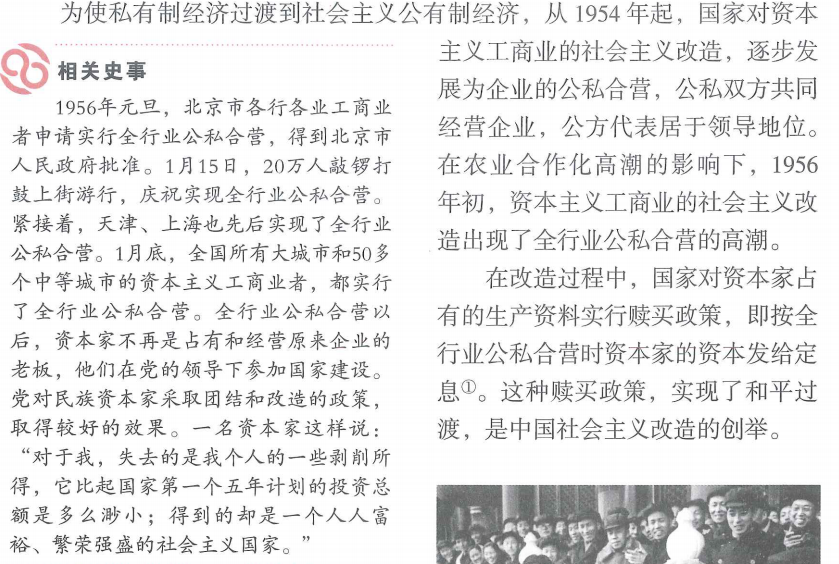 为使私有制经济过渡到社会主义公有制经济，从1954年起，国家对资本
主义工商业的社会主义改造，逐步发
展为企业的公私合营，公私双方共同
经营企业，公方代表居于领导地位。
在农业合作化高潮的影响下，1956
年初，资本主义工商业的社会主义改
造出现了全行业公私合营的高潮。
在改造过程中，国家对资本家占
有的生产资料实行赎买政策，即按全
行业公私合营时资本家的资本发给定
息①。这种赎买政策，实现了和平过
渡，是中国社会主义改造的创举。
相关史事
1956年元旦，北京市各行各业工商业
者申请实行全行业公私合营，得到北京市
人民政府批准。1月15日，20万人敲锣打
鼓上街游行，庆祝实现全行业公私合营。
紧接着，天津、上海也先后实现了全行业
公私合营。1月底，全国所有大城市和50多
个中等城市的资本主义工商业者，都实行
了全行业公私合营。全行业公私合营以
后，资本家不再是占有和经营原来企业的
老板，他们在党的领导下参加国家建设。
党对民族资本家采取团结和改造的政策，
取得较好的效果。一名资本家这样说：
“对于我，失去的是我个人的一些剥削所
得，它比起国家第一个五年计划的投资总
额是多么渺小；得到的却是一个人人富
裕、繁荣强盛的社会主义国家。”